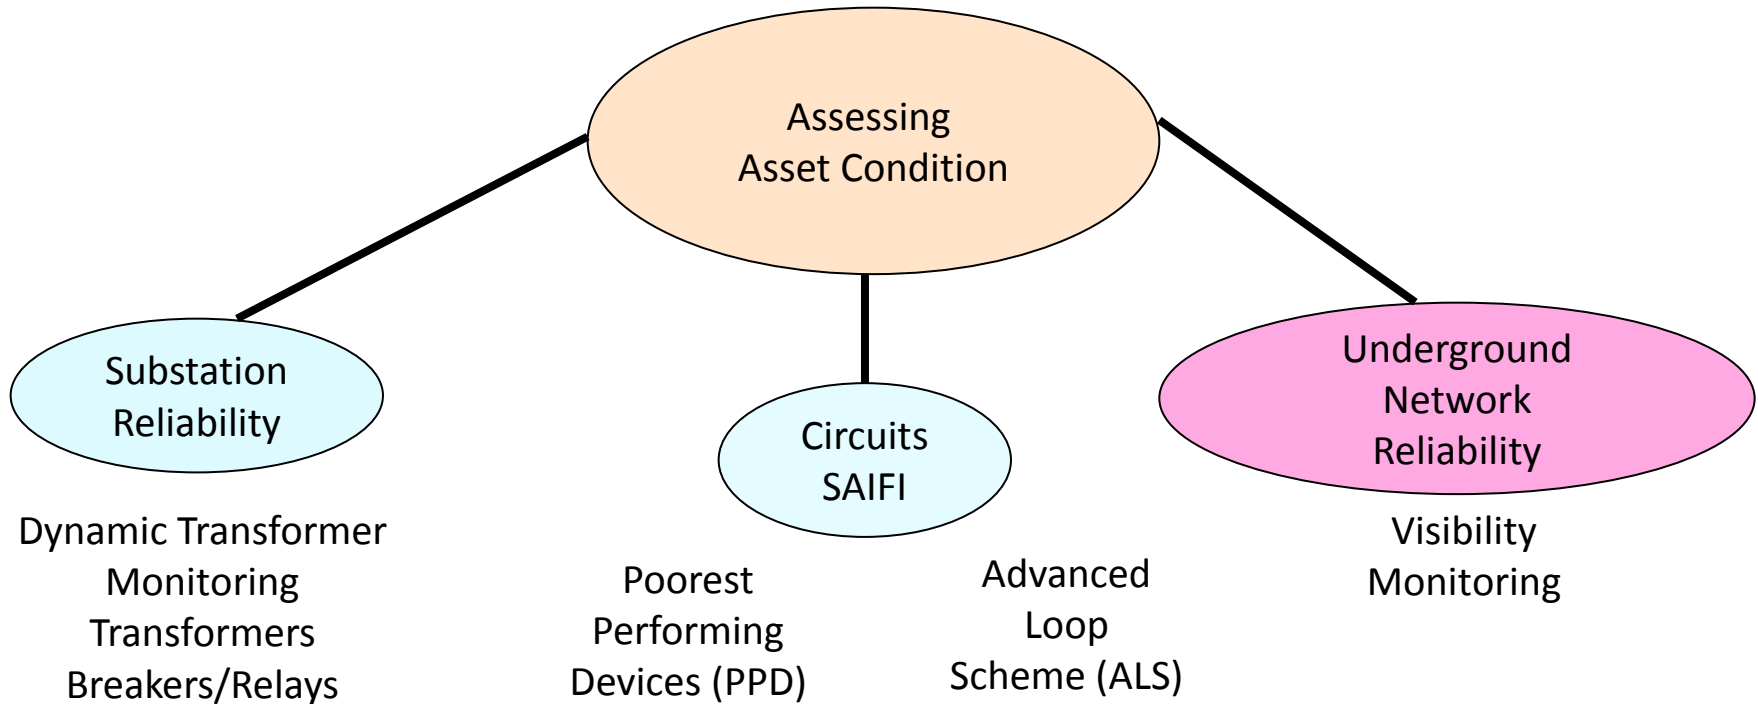 Assessing
Asset Condition
Substation
Reliability
Circuits
SAIFI
Underground
Network
Reliability
Dynamic Transformer
Monitoring
Transformers
Breakers/Relays
Poorest
Performing
Devices (PPD)
Advanced
Loop
Scheme (ALS)
Visibility
Monitoring